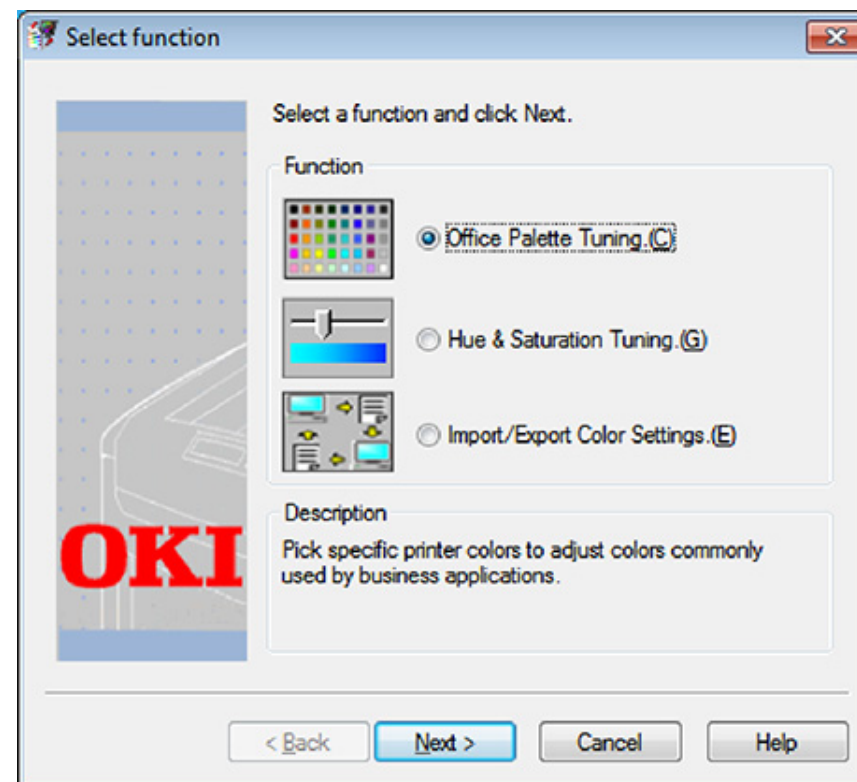 Select function
Select a function and click Next.
Function
Office Palette Tuning.(C)
Hue & Saturation Tuning.(G)
Import/Export Color Settings.(E)
Description
Pick specific printer colors to adjust colors commonly
used by business applications.
OKI
< Back
Next >
Cancel
Help